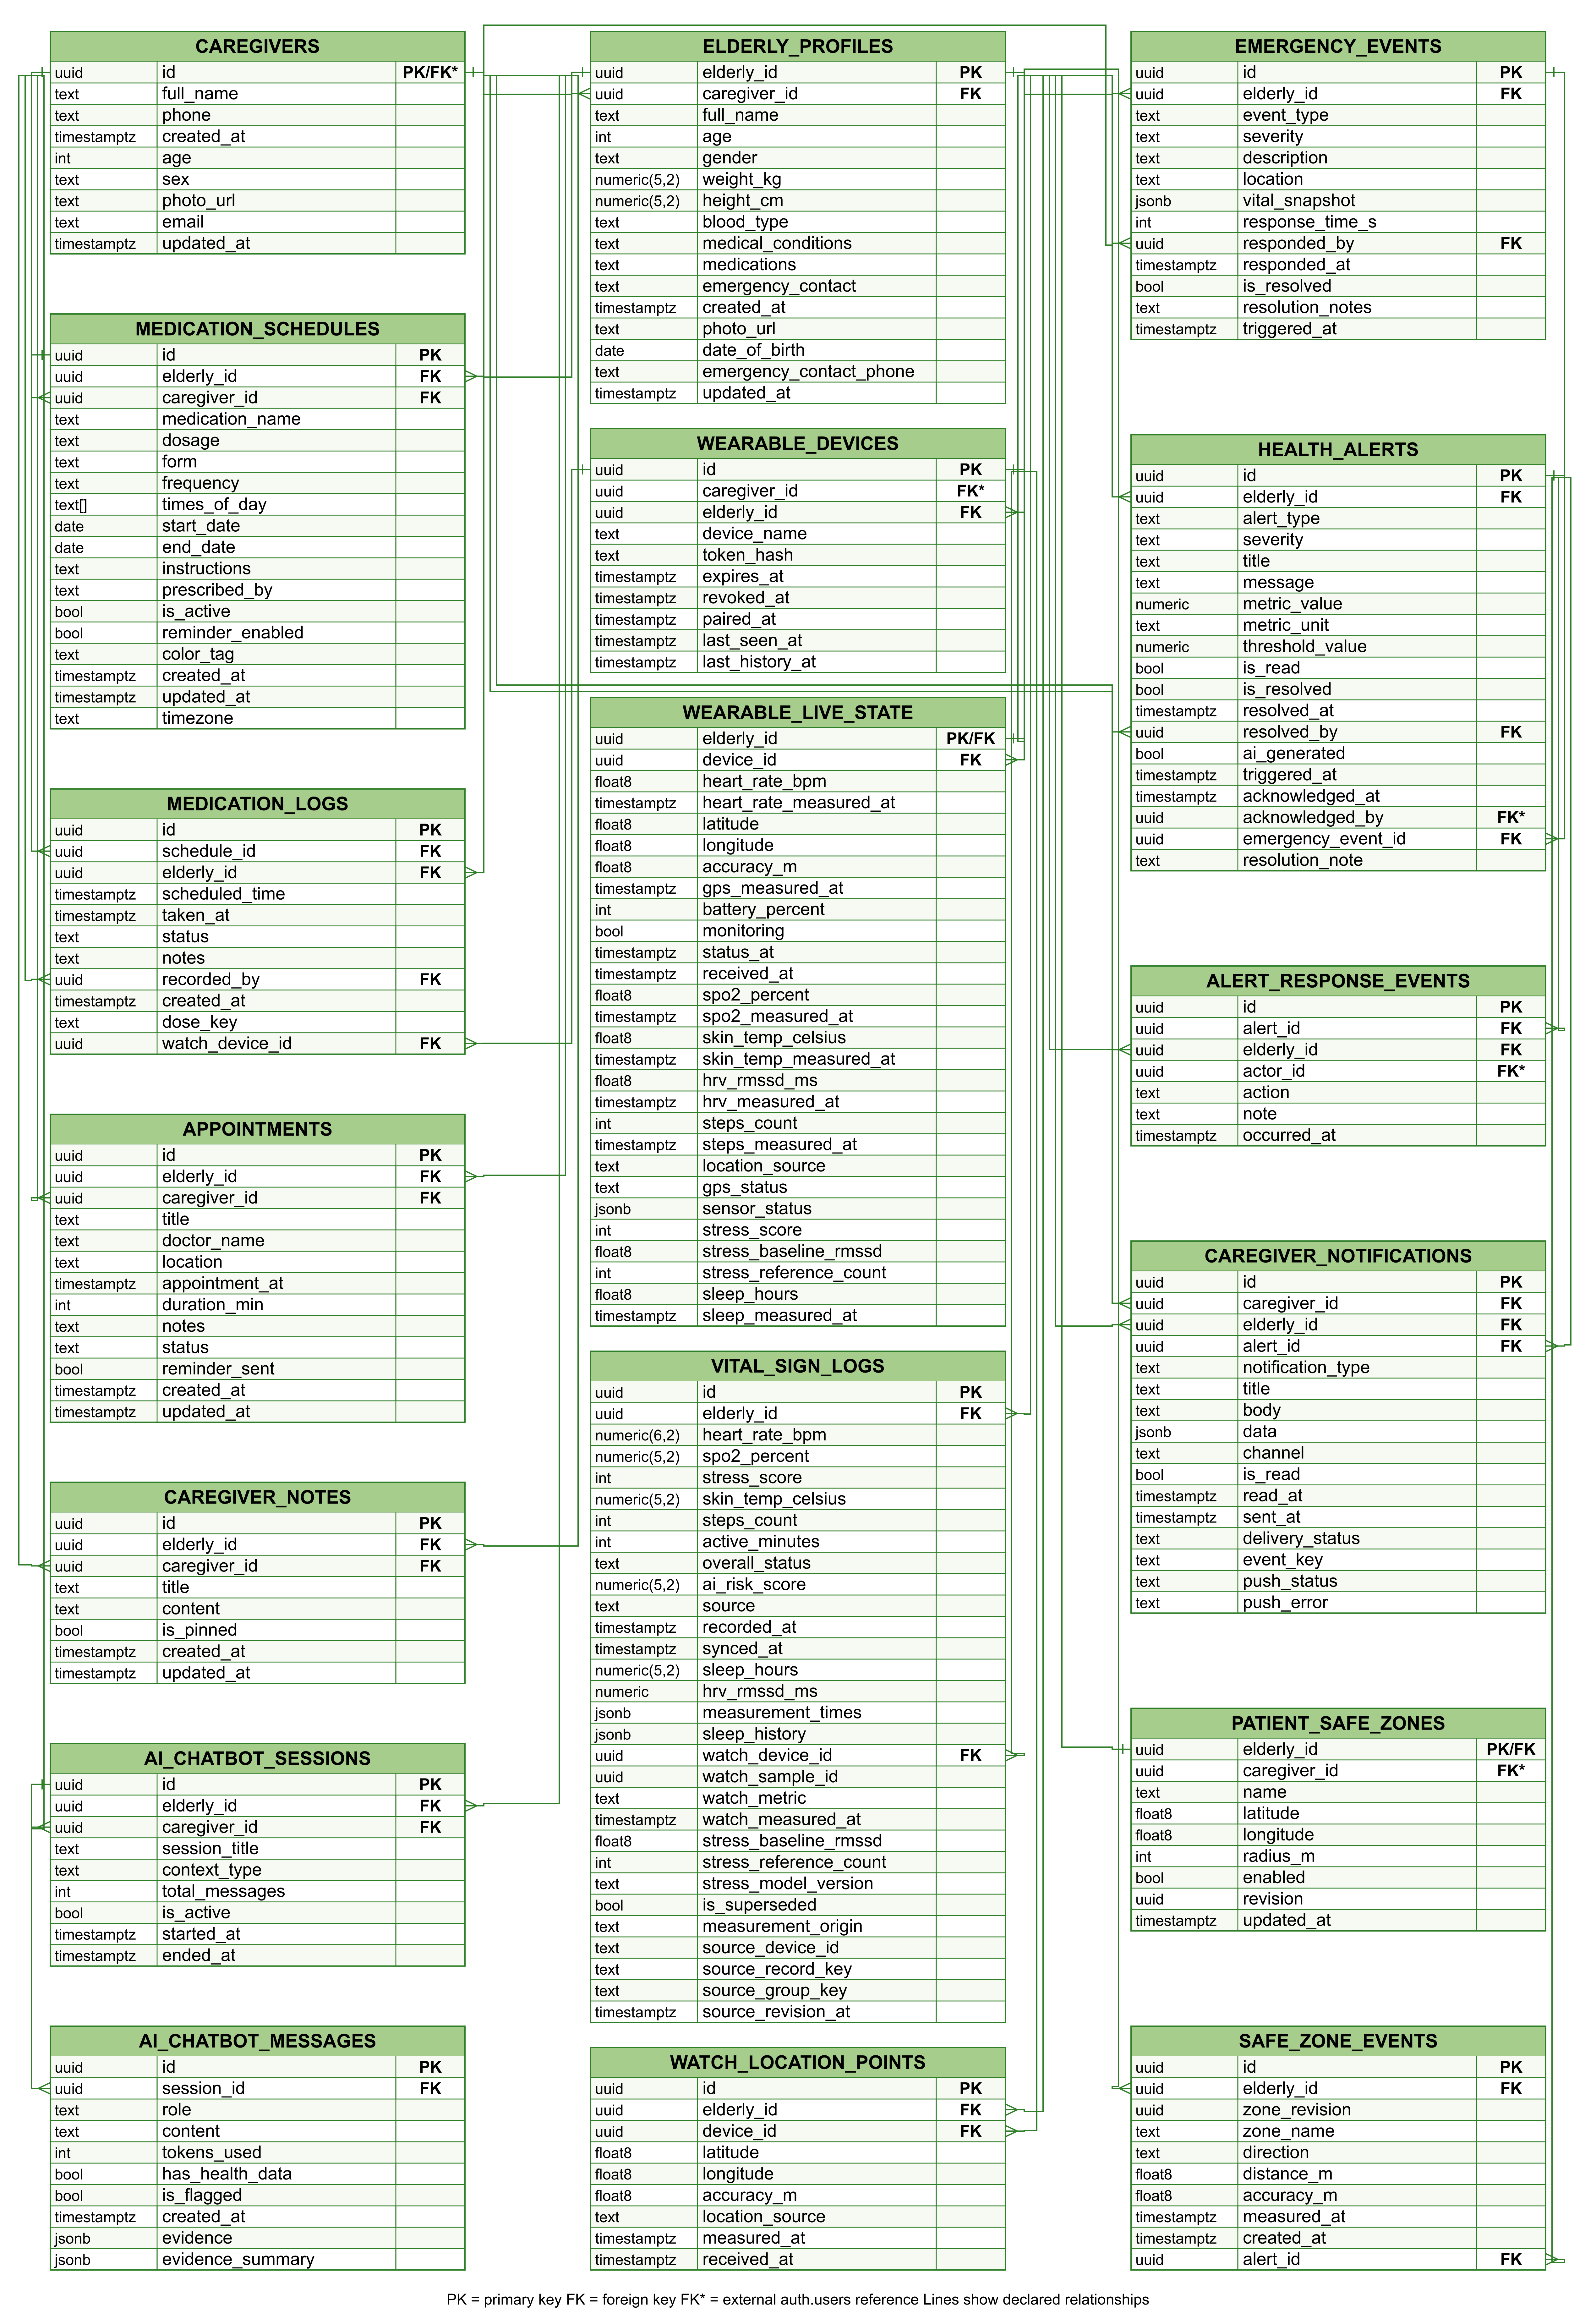 CAREGIVERS
uuid id PK/FK*
text full_name
text phone
timestamptz created_at
int age
text sex
text photo_url
text email
timestamptz updated_at
MEDICATION_SCHEDULES
uuid id PK
uuid elderly_id FK
uuid caregiver_id FK
text medication_name
text dosage
text form
text frequency
text[] times_of_day
date start_date
date end_date
text instructions
text prescribed_by
bool is_active
bool reminder_enabled
text color_tag
timestamptz created_at
timestamptz updated_at
text timezone
MEDICATION_LOGS
uuid id PK
uuid schedule_id FK
uuid elderly_id FK
timestamptz scheduled_time
timestamptz taken_at
text status
text notes
uuid recorded_by FK
timestamptz created_at
text dose_key
uuid watch_device_id FK
APPOINTMENTS
uuid id PK
uuid elderly_id FK
uuid caregiver_id FK
text title
text doctor_name
text location
timestamptz appointment_at
int duration_min
text notes
text status
bool reminder_sent
timestamptz created_at
timestamptz updated_at
CAREGIVER_NOTES
uuid id PK
uuid elderly_id FK
uuid caregiver_id FK
text title
text content
bool is_pinned
timestamptz created_at
timestamptz updated_at
AI_CHATBOT_SESSIONS
uuid id PK
uuid elderly_id FK
uuid caregiver_id FK
text session_title
text context_type
int total_messages
bool is_active
timestamptz started_at
timestamptz ended_at
AI_CHATBOT_MESSAGES
uuid id PK
uuid session_id FK
text role
text content
int tokens_used
bool has_health_data
bool is_flagged
timestamptz created_at
jsonb evidence
jsonb evidence_summary
ELDERLY_PROFILES
uuid elderly_id PK
uuid caregiver_id FK
text full_name
int age
text gender
numeric(5,2) weight_kg
numeric(5,2) height_cm
text blood_type
text medical_conditions
text medications
text emergency_contact
timestamptz created_at
text photo_url
date date_of_birth
text emergency_contact_phone
timestamptz updated_at
WEARABLE_DEVICES
uuid id PK
uuid caregiver_id FK*
uuid elderly_id FK
text device_name
text token_hash
timestamptz expires_at
timestamptz revoked_at
timestamptz paired_at
timestamptz last_seen_at
timestamptz last_history_at
WEARABLE_LIVE_STATE
uuid elderly_id PK/FK
uuid device_id FK
float8 heart_rate_bpm
timestamptz heart_rate_measured_at
float8 latitude
float8 longitude
float8 accuracy_m
timestamptz gps_measured_at
int battery_percent
bool monitoring
timestamptz status_at
timestamptz received_at
float8 spo2_percent
timestamptz spo2_measured_at
float8 skin_temp_celsius
timestamptz skin_temp_measured_at
float8 hrv_rmssd_ms
timestamptz hrv_measured_at
int steps_count
timestamptz steps_measured_at
text location_source
text gps_status
jsonb sensor_status
int stress_score
float8 stress_baseline_rmssd
int stress_reference_count
float8 sleep_hours
timestamptz sleep_measured_at
VITAL_SIGN_LOGS
uuid id PK
uuid elderly_id FK
numeric(6,2) heart_rate_bpm
numeric(5,2) spo2_percent
int stress_score
numeric(5,2) skin_temp_celsius
int steps_count
int active_minutes
text overall_status
numeric(5,2) ai_risk_score
text source
timestamptz recorded_at
timestamptz synced_at
numeric(5,2) sleep_hours
numeric hrv_rmssd_ms
jsonb measurement_times
jsonb sleep_history
uuid watch_device_id FK
uuid watch_sample_id
text watch_metric
timestamptz watch_measured_at
float8 stress_baseline_rmssd
int stress_reference_count
text stress_model_version
bool is_superseded
text measurement_origin
text source_device_id
text source_record_key
text source_group_key
timestamptz source_revision_at
WATCH_LOCATION_POINTS
uuid id PK
uuid elderly_id FK
uuid device_id FK
float8 latitude
float8 longitude
float8 accuracy_m
text location_source
timestamptz measured_at
timestamptz received_at
EMERGENCY_EVENTS
uuid id PK
uuid elderly_id FK
text event_type
text severity
text description
text location
jsonb vital_snapshot
int response_time_s
uuid responded_by FK
timestamptz responded_at
bool is_resolved
text resolution_notes
timestamptz triggered_at
HEALTH_ALERTS
uuid id PK
uuid elderly_id FK
text alert_type
text severity
text title
text message
numeric metric_value
text metric_unit
numeric threshold_value
bool is_read
bool is_resolved
timestamptz resolved_at
uuid resolved_by FK
bool ai_generated
timestamptz triggered_at
timestamptz acknowledged_at
uuid acknowledged_by FK*
uuid emergency_event_id FK
text resolution_note
ALERT_RESPONSE_EVENTS
uuid id PK
uuid alert_id FK
uuid elderly_id FK
uuid actor_id FK*
text action
text note
timestamptz occurred_at
CAREGIVER_NOTIFICATIONS
uuid id PK
uuid caregiver_id FK
uuid elderly_id FK
uuid alert_id FK
text notification_type
text title
text body
jsonb data
text channel
bool is_read
timestamptz read_at
timestamptz sent_at
text delivery_status
text event_key
text push_status
text push_error
PATIENT_SAFE_ZONES
uuid elderly_id PK/FK
uuid caregiver_id FK*
text name
float8 latitude
float8 longitude
int radius_m
bool enabled
uuid revision
timestamptz updated_at
SAFE_ZONE_EVENTS
uuid id PK
uuid elderly_id FK
uuid zone_revision
text zone_name
text direction
float8 distance_m
float8 accuracy_m
timestamptz measured_at
timestamptz created_at
uuid alert_id FK
PK = primary key FK = foreign key FK* = external auth.users reference Lines show declared relationships